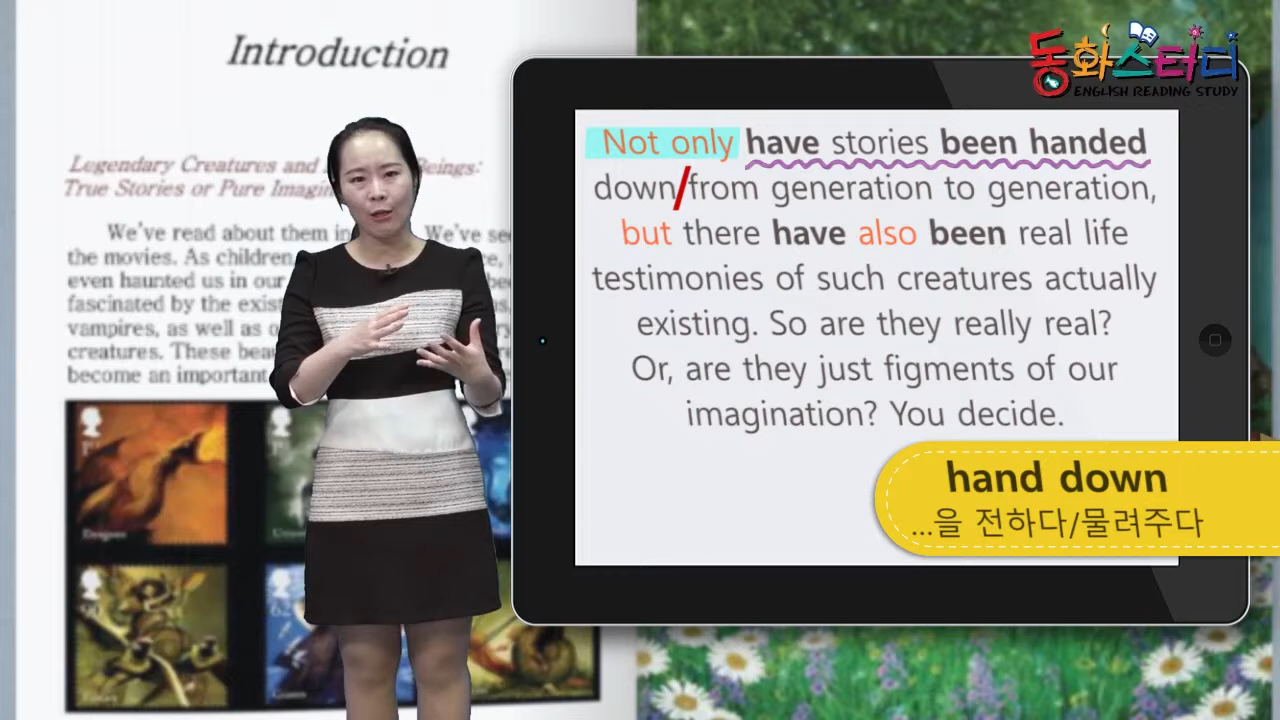 Introduction
Legendary Creatures and Beings:
True Stories or Pure
We've read about them in We've
the movies. As children,
even haunted us in our
fascinated by the
vampires, as well as
creatures. These
become an important
동화스터디
ENGLISH READING STUDY
Not only have stories been handed
down/from generation to generation,
but there have also been real life
testimonies of such creatures actually
existing. So are they really real?
Or, are they just figments of our
imagination? You decide.
hand down
...을 전하다/물려주다